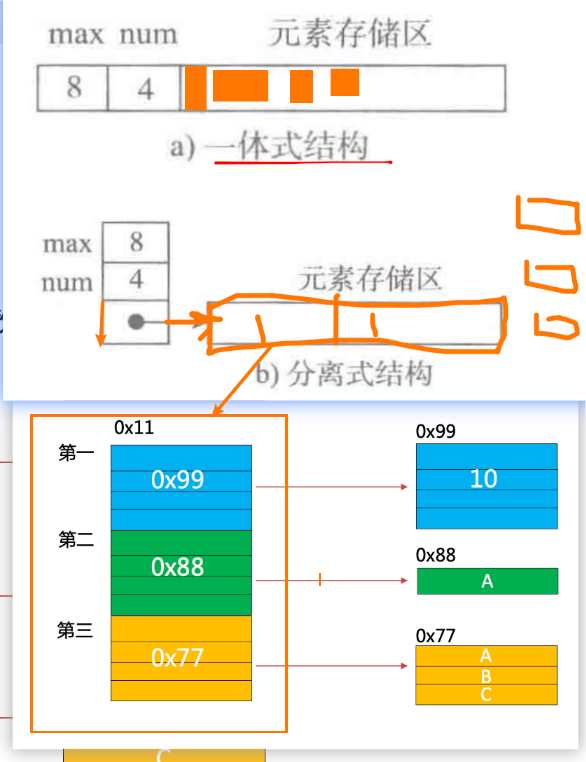 max num 元素存储区
8 4
a) 一体式结构
max 8
num 4
元素存储区
b) 分离式结构
0x11
第一 0x99
第二 0x88
第三 0x77
0x99
10
0x88
A
0x77
A
B
C
C